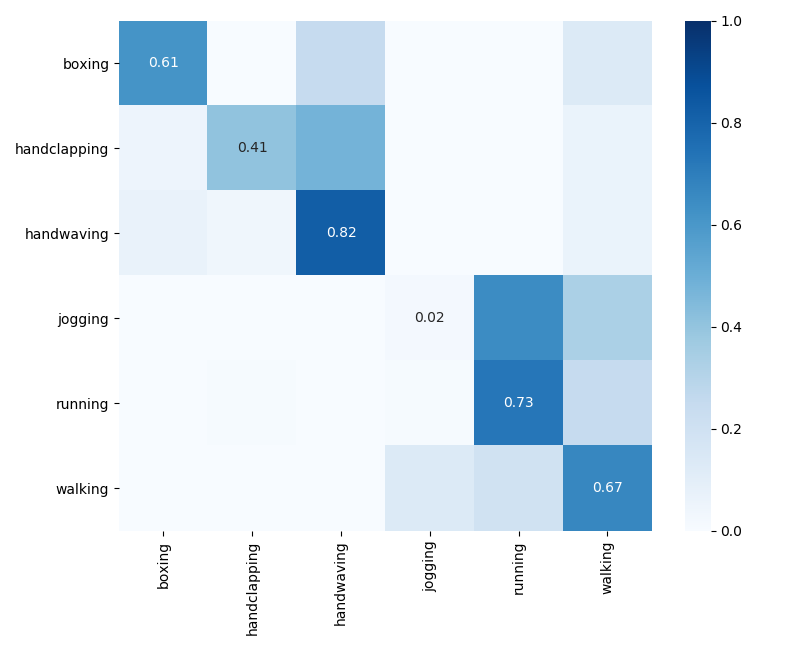 boxing 0.61
handclapping 0.41
handwaving 0.82
jogging 0.02
running 0.73
walking 0.67
boxing handclapping handwaving jogging running walking
1.0
0.8
0.6
0.4
0.2
0.0